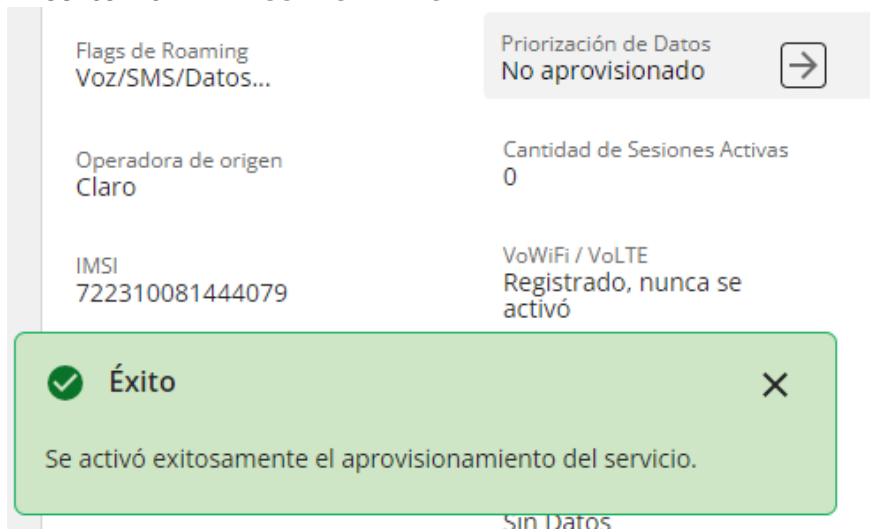 Flags de Roaming
Voz/SMS/Datos...
Priorización de Datos
No aprovisionado
Operadora de origen
Claro
Cantidad de Sesiones Activas
0
IMSI
722310081444079
VoWiFi / VoLTE
Registrado, nunca se
activó
Éxito
Se activó exitosamente el aprovisionamiento del servicio.
Sin Datos